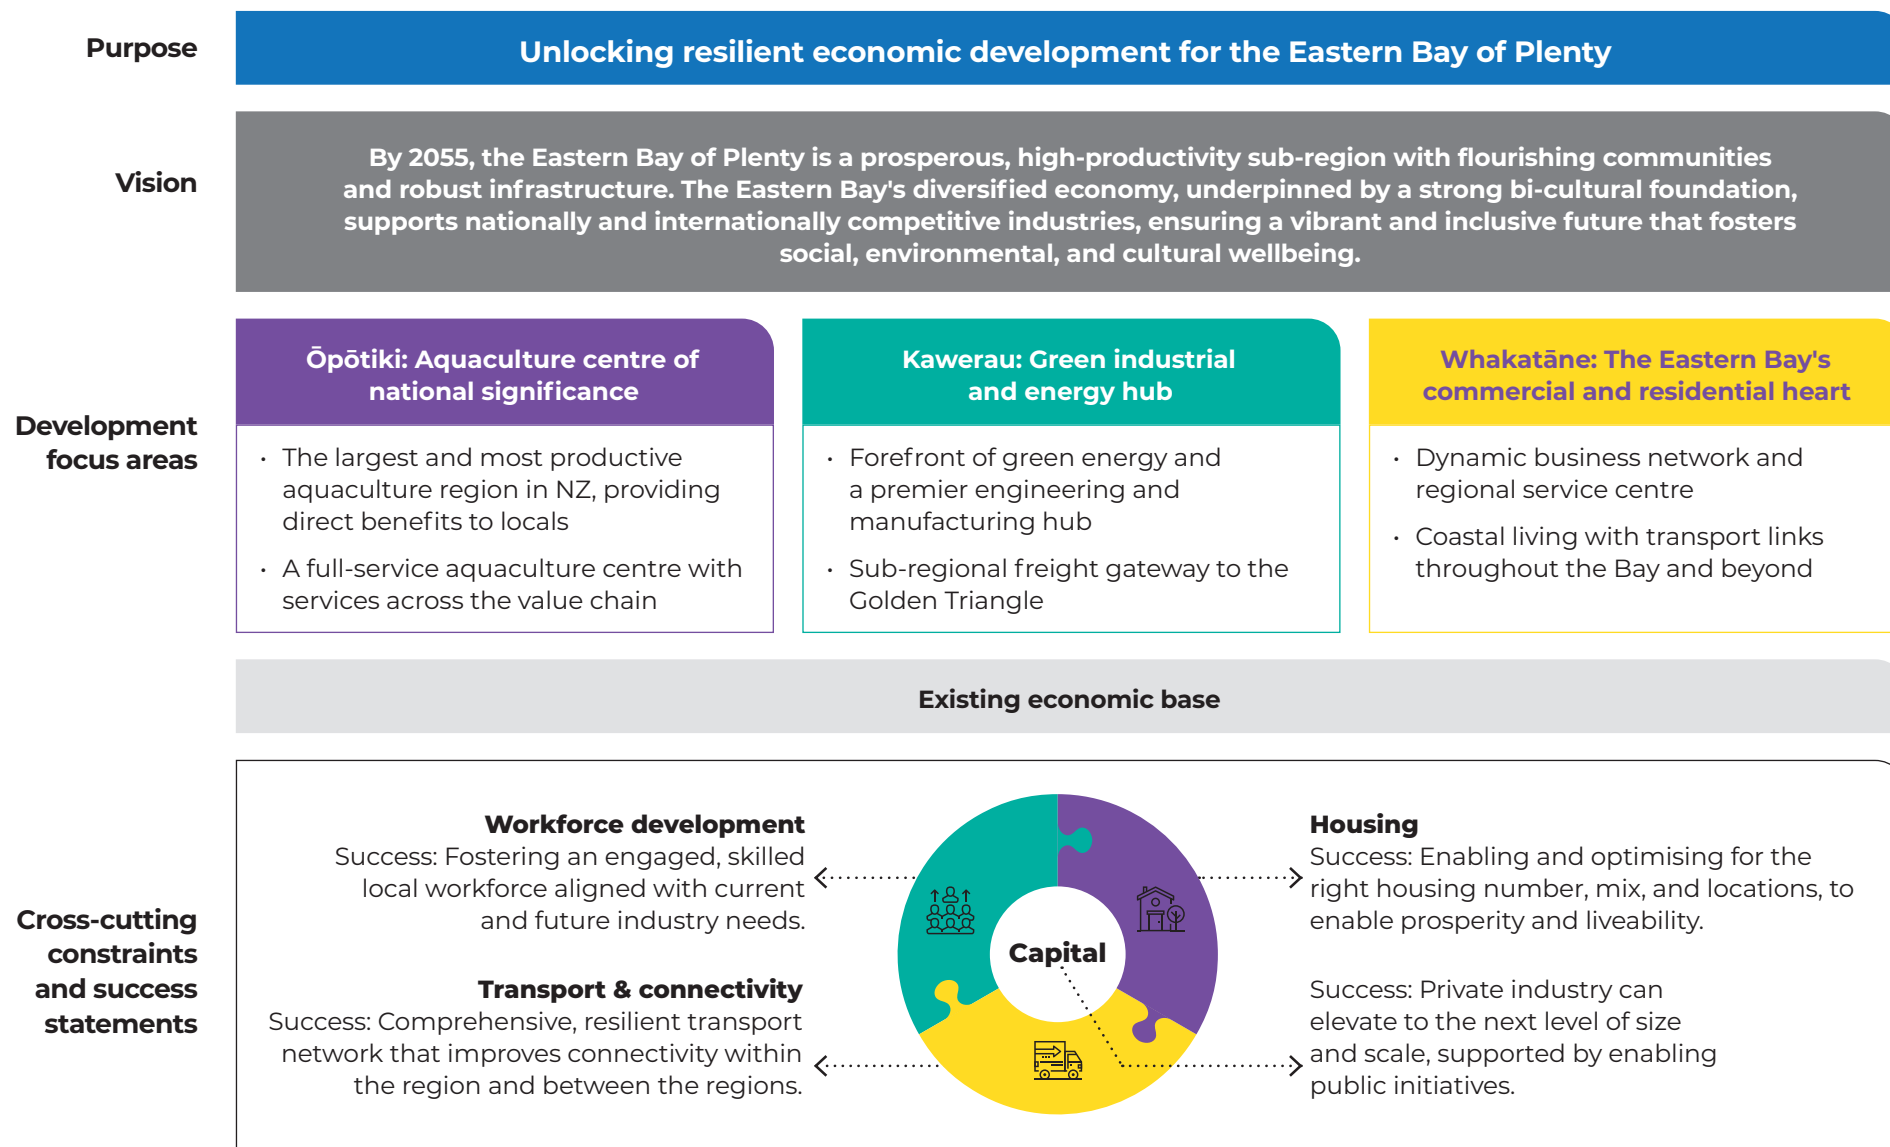 Purpose
Unlocking resilient economic development for the Eastern Bay of Plenty
Vision
By 2055, the Eastern Bay of Plenty is a prosperous, high-productivity sub-region with flourishing communities
and robust infrastructure. The Eastern Bay's diversified economy, underpinned by a strong bi-cultural foundation,
supports nationally and internationally competitive industries, ensuring a vibrant and inclusive future that fosters
social, environmental, and cultural wellbeing.
Development
focus areas
Ōpōtiki: Aquaculture centre of
national significance
· The largest and most productive
aquaculture region in NZ, providing
direct benefits to locals
· A full-service aquaculture centre with
services across the value chain
Kawerau: Green industrial
and energy hub
· Forefront of green energy and
a premier engineering and
manufacturing hub
· Sub-regional freight gateway to the
Golden Triangle
Whakatāne: The Eastern Bay's
commercial and residential heart
· Dynamic business network and
regional service centre
· Coastal living with transport links
throughout the Bay and beyond
Existing economic base
Cross-cutting
constraints
and success
statements
Workforce development
Success: Fostering an engaged, skilled
local workforce aligned with current
and future industry needs.
Transport & connectivity
Success: Comprehensive, resilient transport
network that improves connectivity within
the region and between the regions.
Capital
Housing
Success: Enabling and optimising for the
right housing number, mix, and locations, to
enable prosperity and liveability.
Success: Private industry can
elevate to the next level of size
and scale, supported by enabling
public initiatives.